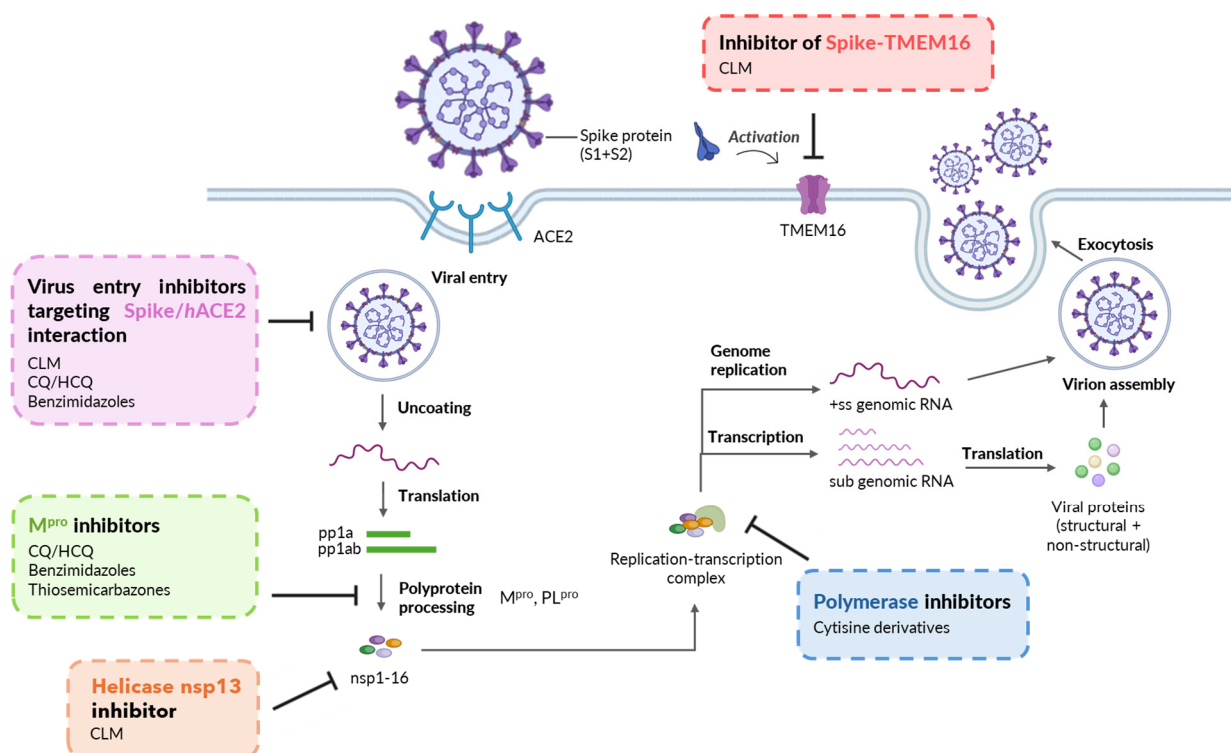 Inhibitor of Spike-TMEM16
CLM
Spike protein
(S1+S2)
Activation
TMEM16
ACE2
Viral entry
Exocytosis
Virus entry inhibitors
targeting Spike/hACE2
interaction
CLM
CQ/HCQ
Benzimidazoles
Uncoating
Genome
replication
+ss genomic RNA
Virion assembly
Transcription
sub genomic RNA
Translation
Viral proteins
(structural +
non-structural)
Translation
pp1a
pp1ab
Mᵖʳᵒ inhibitors
CQ/HCQ
Benzimidazoles
Thiosemicarbazones
Polyprotein
processing
Mᵖʳᵒ, PLᵖʳᵒ
nsp1-16
Replication-transcription
complex
Polymerase inhibitors
Cytisine derivatives
Helicase nsp13
inhibitor
CLM